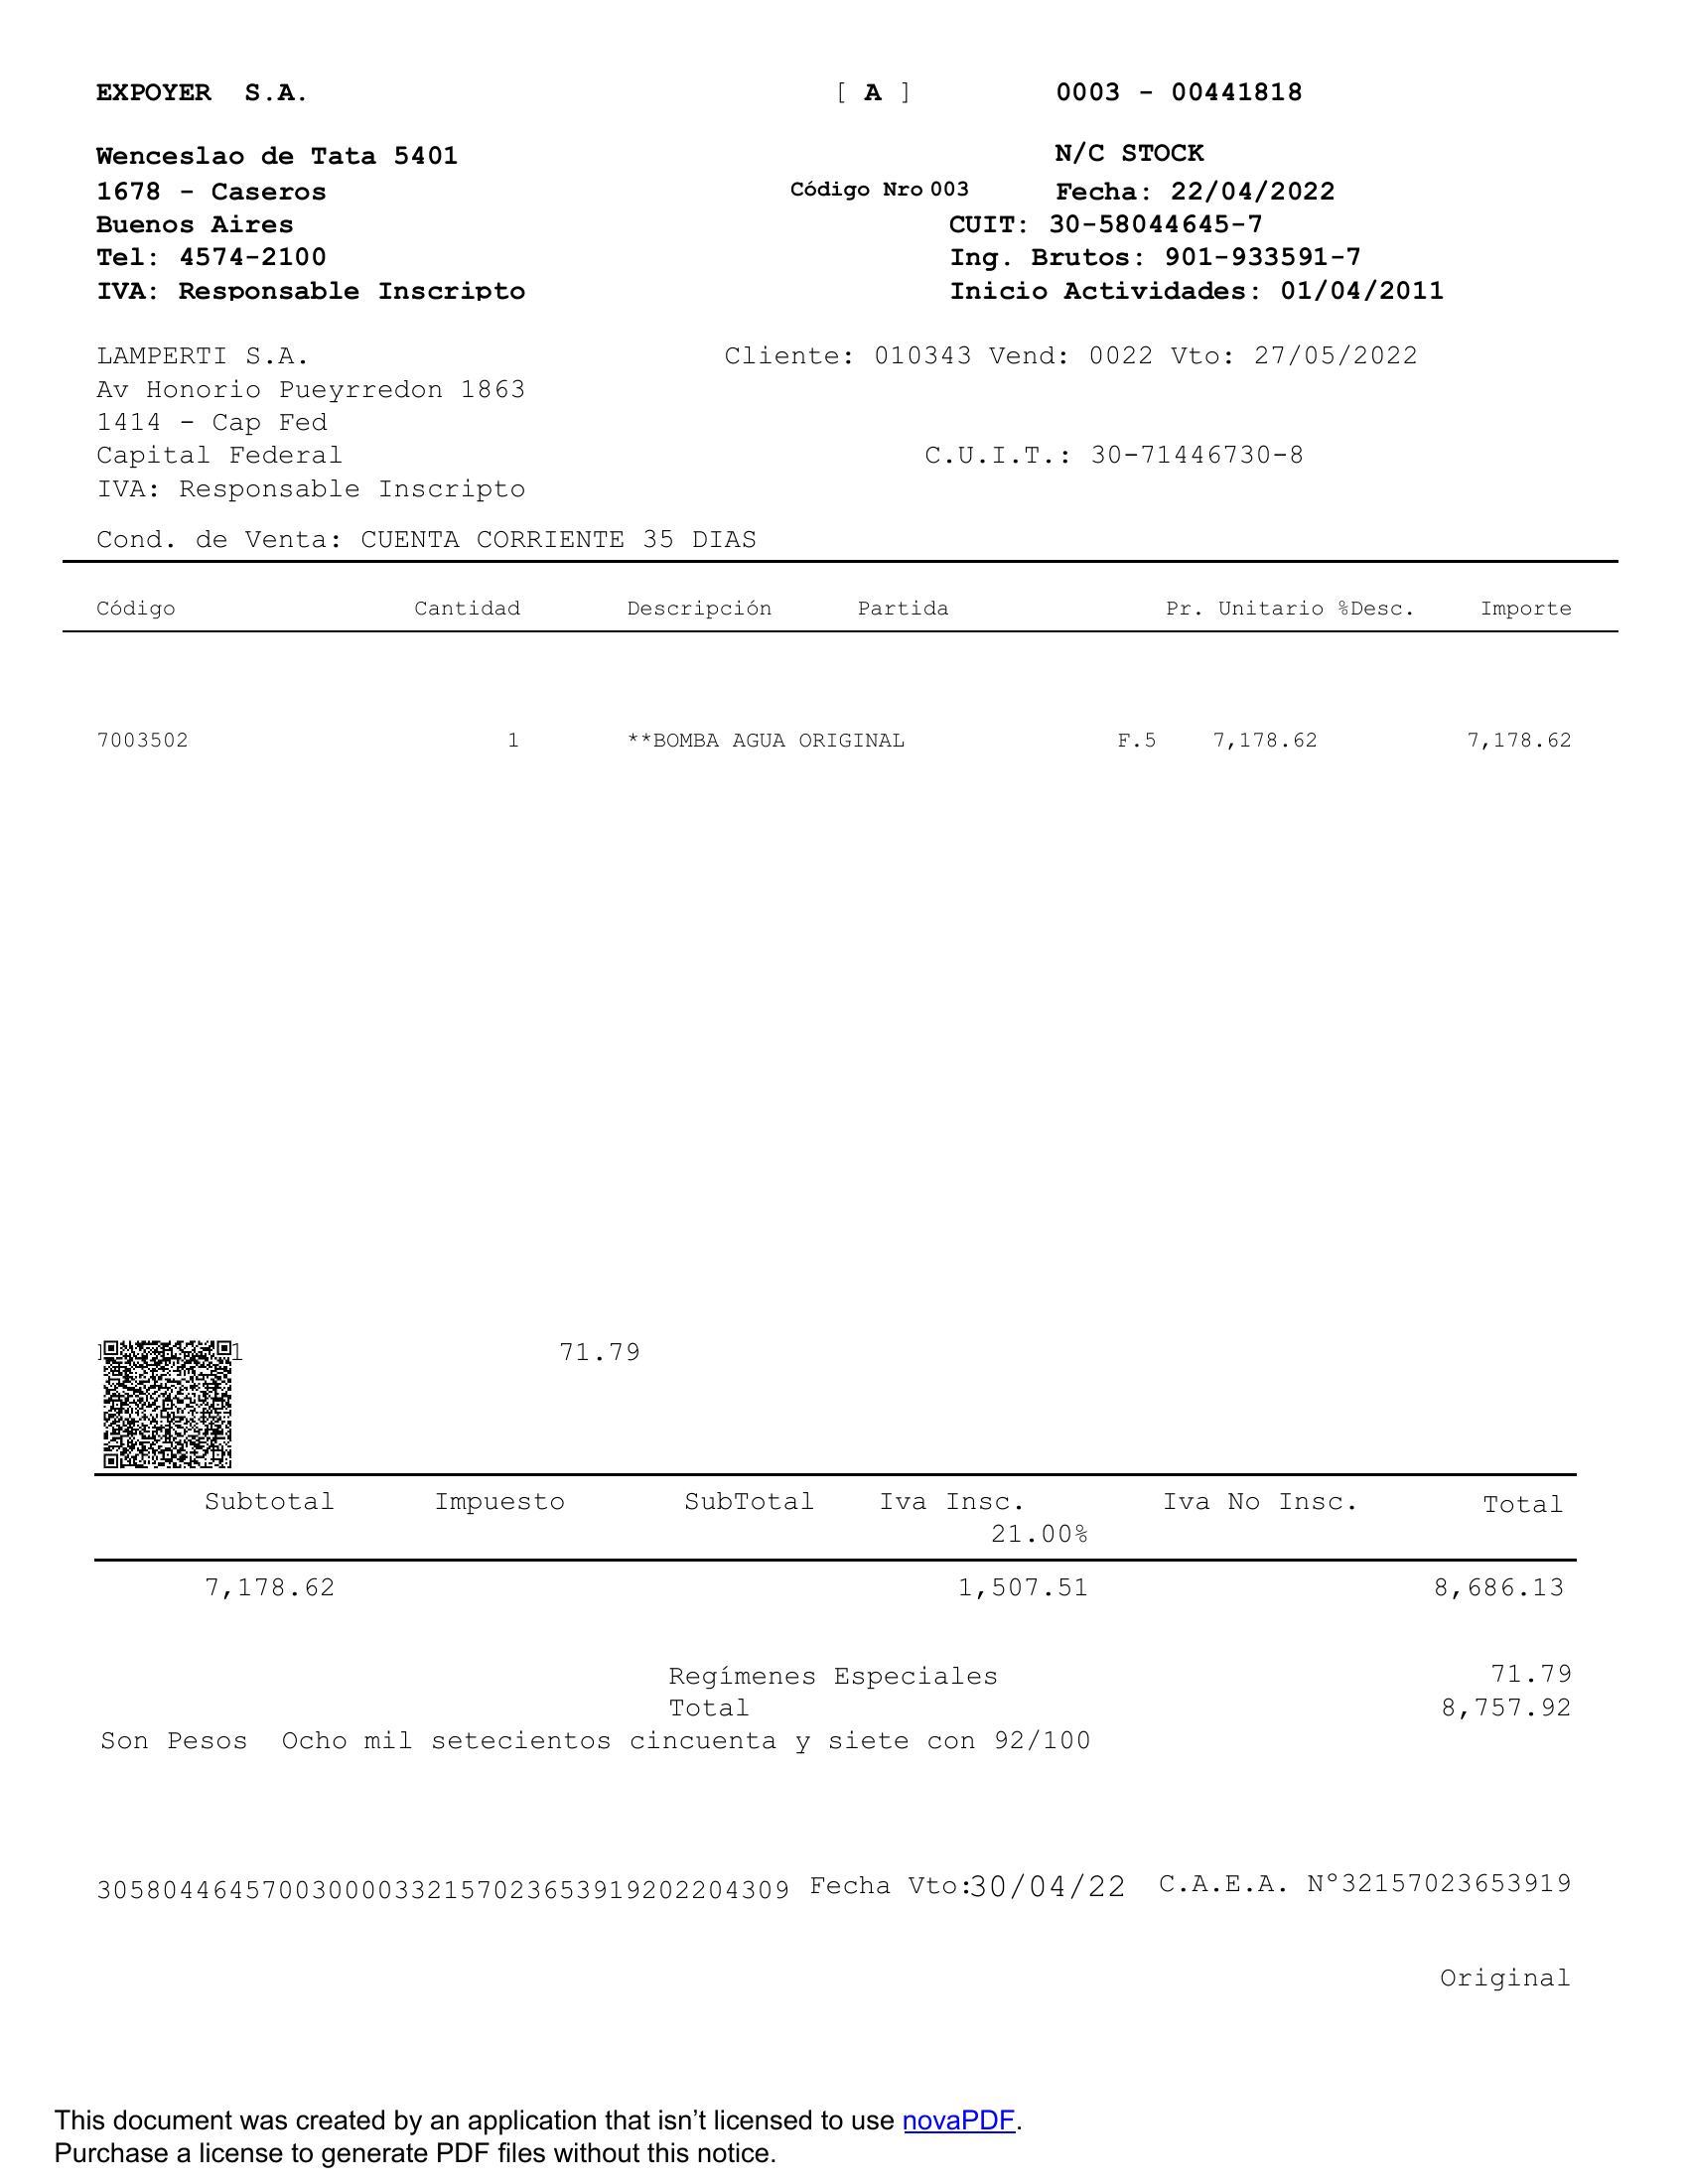 EXPOYER S.A. [ A ] 0003 - 00441818
Wenceslao de Tata 5401 N/C STOCK
1678 - Caseros Código Nro 003 Fecha: 22/04/2022
Buenos Aires CUIT: 30-58044645-7
Tel: 4574-2100 Ing. Brutos: 901-933591-7
IVA: Responsable Inscripto Inicio Actividades: 01/04/2011
LAMPERTI S.A. Cliente: 010343 Vend: 0022 Vto: 27/05/2022
Av Honorio Pueyrredon 1863
1414 - Cap Fed
Capital Federal C.U.I.T.: 30-71446730-8
IVA: Responsable Inscripto
Cond. de Venta: CUENTA CORRIENTE 35 DIAS
Código Cantidad Descripción Partida Pr. Unitario %Desc. Importe
7003502 1 **BOMBA AGUA ORIGINAL F.5 7,178.62 7,178.62
71.79
Subtotal Impuesto SubTotal Iva Insc. Iva No Insc. Total
21.00%
7,178.62 1,507.51 8,686.13
Regímenes Especiales 71.79
Total 8,757.92
Son Pesos Ocho mil setecientos cincuenta y siete con 92/100
305804464570030000332157023653919202204309 Fecha Vto:30/04/22 C.A.E.A. Nº32157023653919
Original
This document was created by an application that isn't licensed to use novaPDF.
Purchase a license to generate PDF files without this notice.